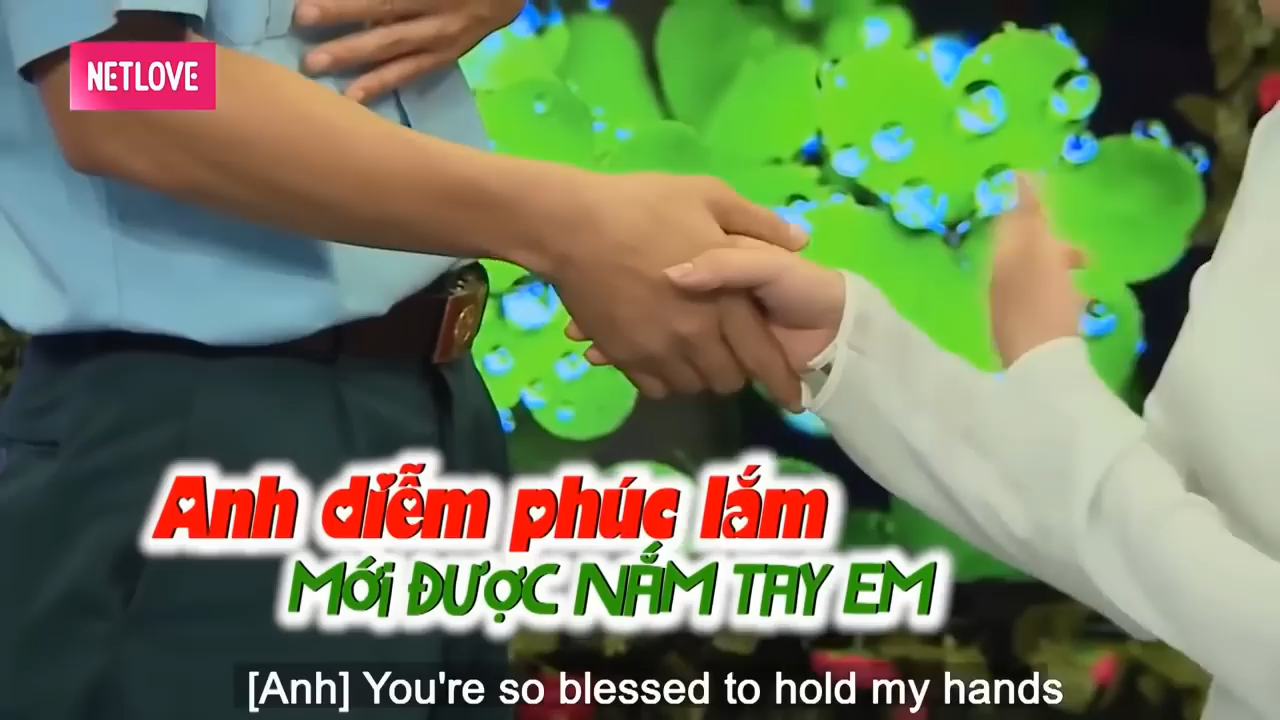 NETLOVE
Anh diễm phúc lắm
MỚI ĐƯỢC NẮM TAY EM
[Anh] You're so blessed to hold my hands